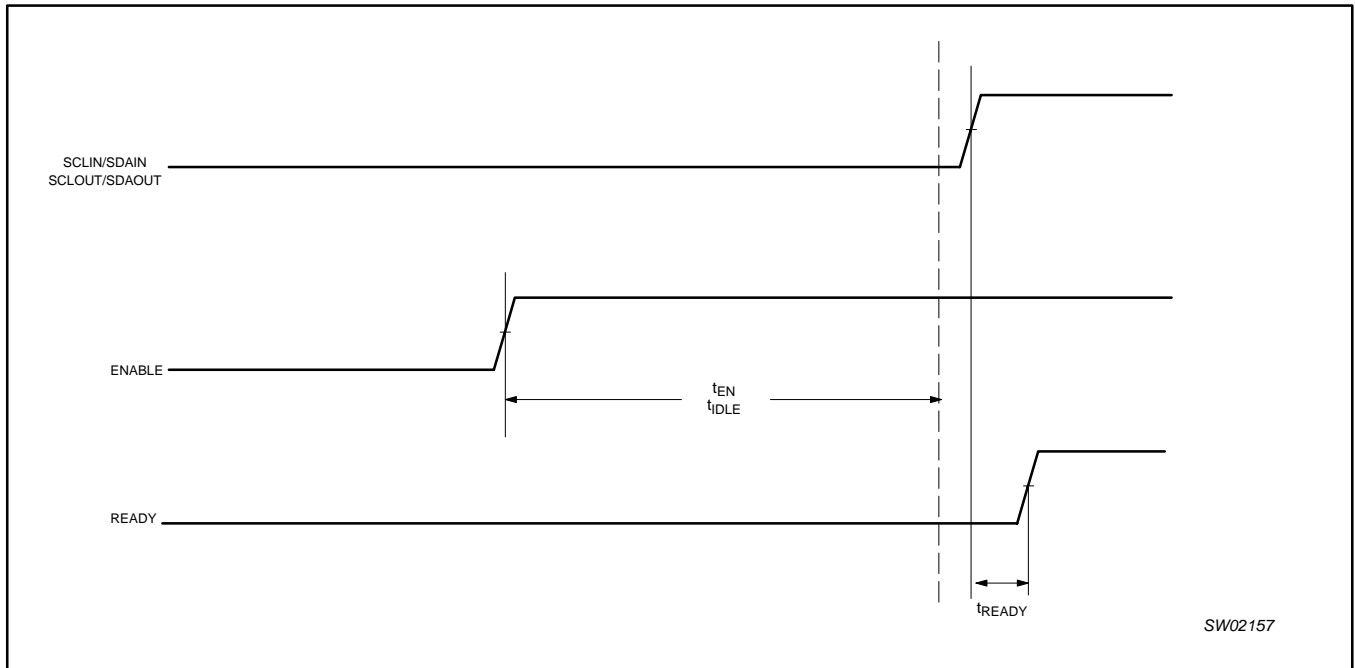 SCLIN/SDAIN
SCLOUT/SDAOUT
ENABLE
tEN
tIDLE
READY
tREADY
SW02157